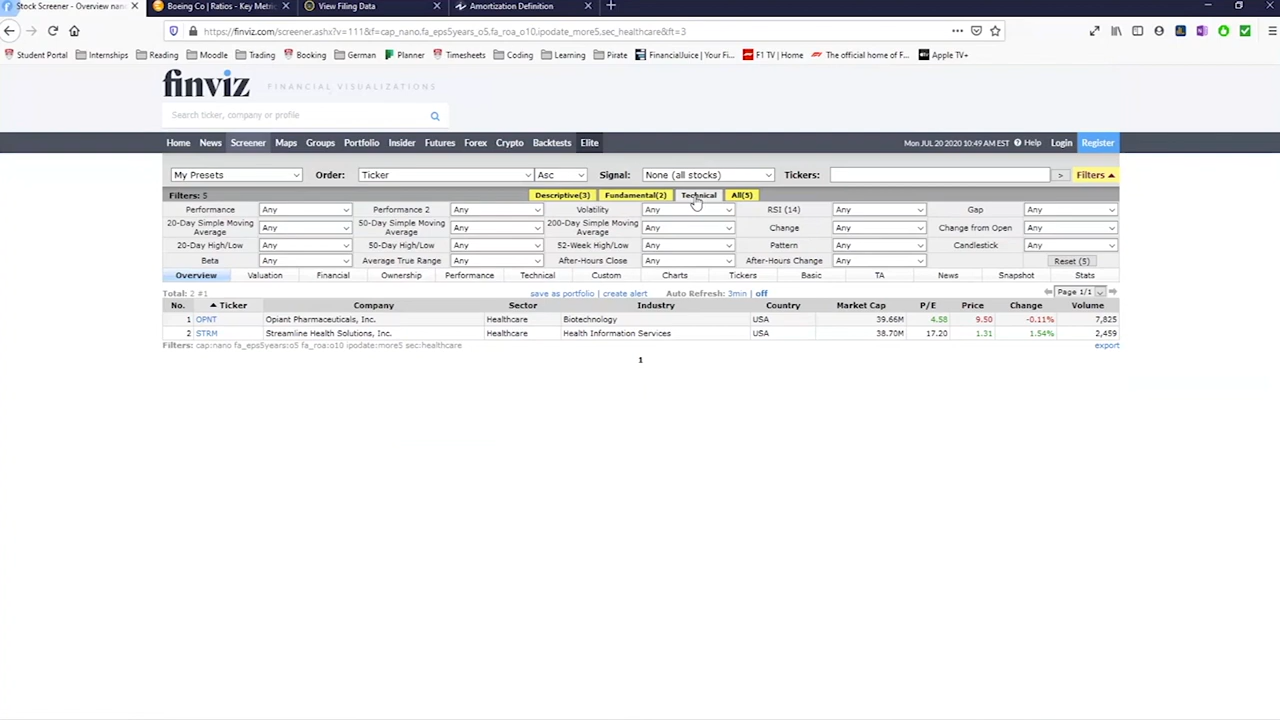 Stock Screener - Overview nan
Boeing Co | Ratios - Key Metri
View Filing Data
Amortization Definition
https://finviz.com/screener.ashx?v=111&f=cap_nano.fa_eps5years_o5.fa_roa_o10.ipodate_more5.sec_healthcare&ft=3
Student Portal Internships Reading Moodle Trading Booking German Pirate Timesheets Coding Learning Pirate FinancialJuice | Your Fi... F1 TV | Home The official home of F... Apple TV+
finviz FINANCIAL VISUALIZATIONS
Search ticker, company or profile
Home News Screener Maps Groups Portfolio Insider Futures Forex Crypto Backtests Elite Mon JUL 20 2020 10:49 AM EST Help Login Register
My Presets Order: Ticker Asc Signal: None (all stocks) Tickers: > Filters
Filters: 5 Descriptive(3) Fundamental(2) Technical All(5)
Performance Any Performance 2 Any Volatility Any RSI (14) Any Gap Any
20-Day Simple Moving Average Any 50-Day Simple Moving Average Any 200-Day Simple Moving Average Any Change Any Change from Open Any
20-Day High/Low Any 50-Day High/Low Any 52-Week High/Low Any Pattern Any Candlestick Any
Beta Any Average True Range Any After-Hours Close Any After-Hours Change Any Reset (5)
Overview Valuation Financial Ownership Performance Technical Custom Charts Tickers Basic TA News Snapshot Stats
Total: 2 #1 save as portfolio | create alert Auto Refresh: 3min | off Page 1/1
No. Ticker Company Sector Industry Country Market Cap P/E Price Change Volume
1 OPNT Opiant Pharmaceuticals, Inc. Healthcare Biotechnology USA 39.66M 4.58 9.50 -0.11% 7,825
2 STRM Streamline Health Solutions, Inc. Healthcare Health Information Services USA 38.70M 17.20 1.31 1.54% 2,459
Filters: cap:nano fa_eps5years:o5 fa_roa:o10 ipodate:more5 sec:healthcare export
1